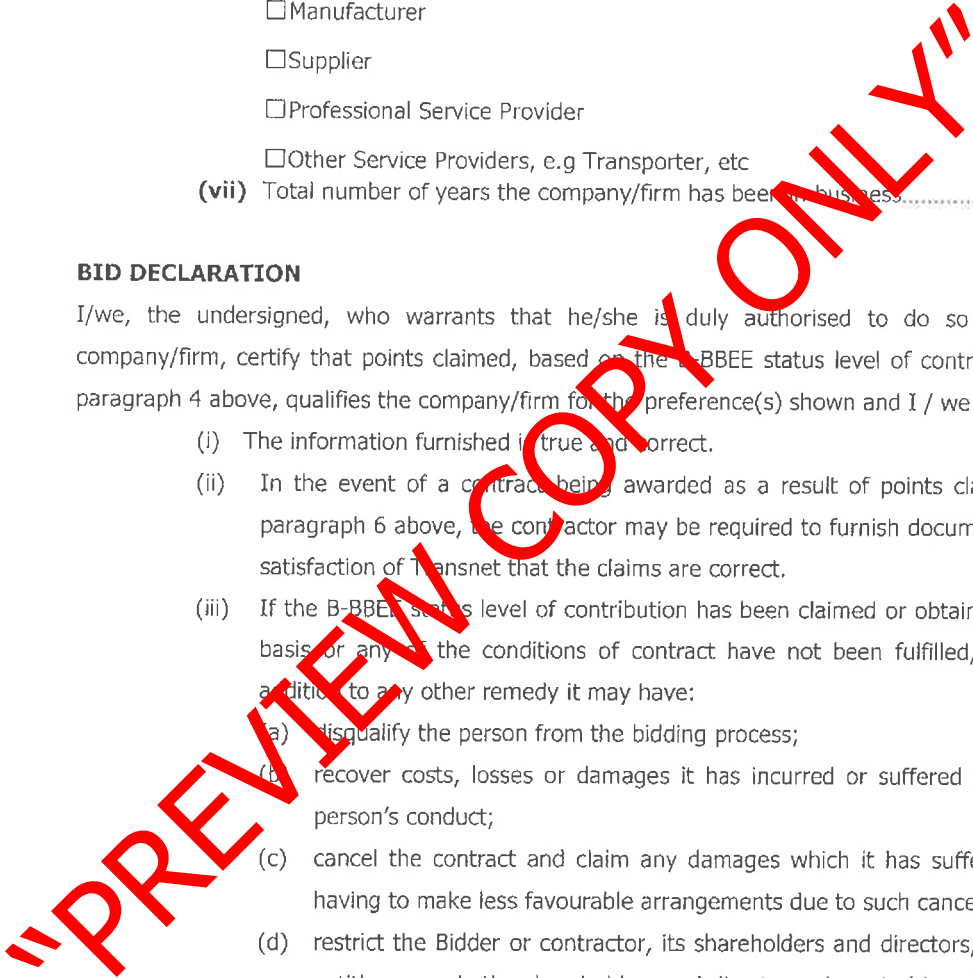 ☐Manufacturer
☐Supplier
☐Professional Service Provider
☐Other Service Providers, e.g Transporter, etc
(vii) Total number of years the company/firm has been in business..............
BID DECLARATION
I/we, the undersigned, who warrants that he/she is duly authorised to do so
company/firm, certify that points claimed, based on the B-BBEE status level of contr
paragraph 4 above, qualifies the company/firm for the preference(s) shown and I / we
(i) The information furnished is true and correct.
(ii) In the event of a contract being awarded as a result of points cla
paragraph 6 above, the contractor may be required to furnish docum
satisfaction of Transnet that the claims are correct.
(iii) If the B-BBEE status level of contribution has been claimed or obtain
basis or any of the conditions of contract have not been fulfilled,
addition to any other remedy it may have:
(a) disqualify the person from the bidding process;
(b) recover costs, losses or damages it has incurred or suffered
person's conduct;
(c) cancel the contract and claim any damages which it has suffe
having to make less favourable arrangements due to such cance
(d) restrict the Bidder or contractor, its shareholders and directors,
"PREVIEW COPY ONLY"